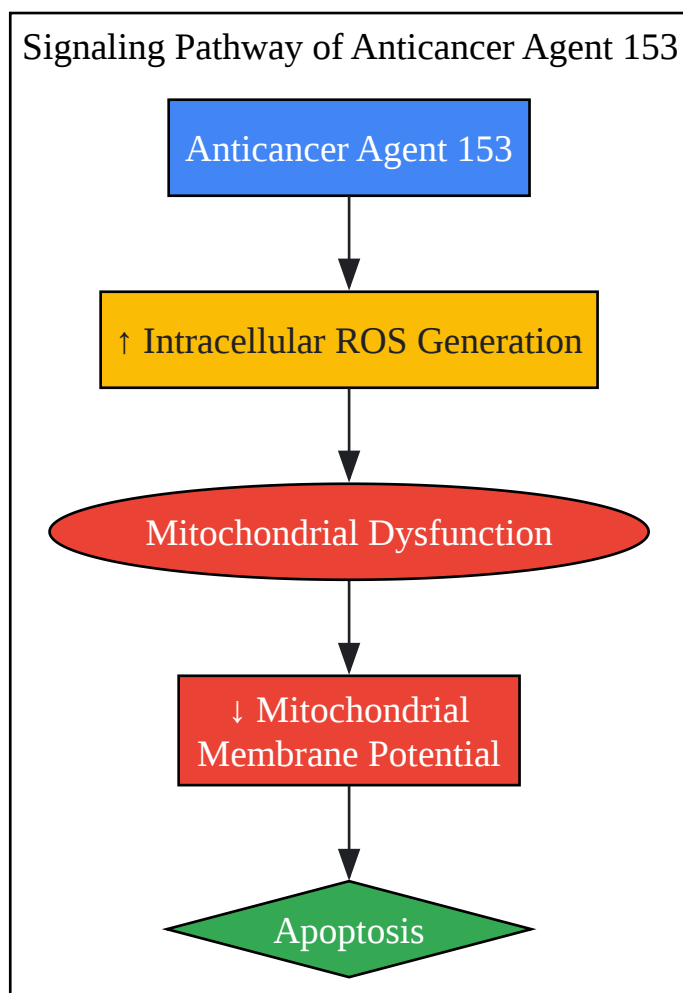 Signaling Pathway of Anticancer Agent 153
Anticancer Agent 153
↑ Intracellular ROS Generation
Mitochondrial Dysfunction
↓ Mitochondrial
Membrane Potential
Apoptosis